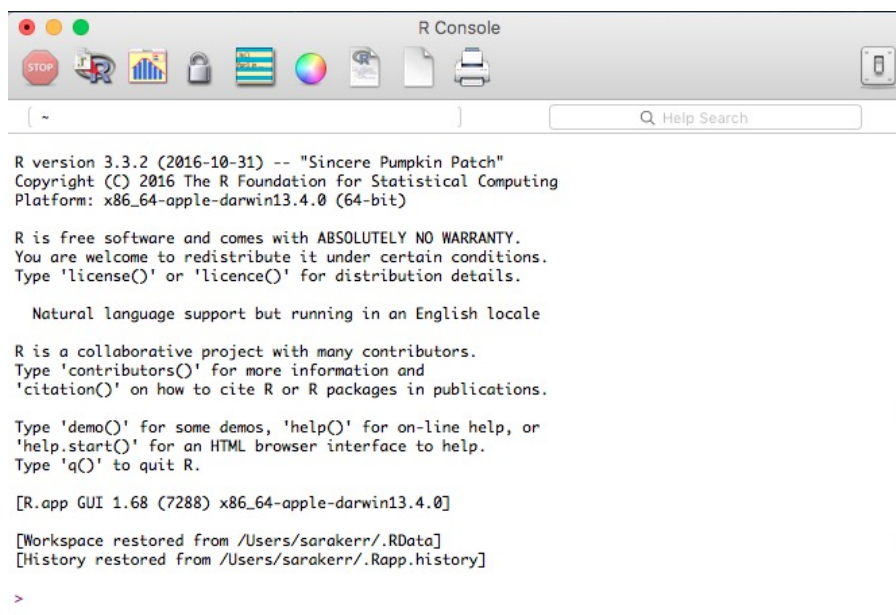 R Console
STOP
R
~
Help Search
R version 3.3.2 (2016-10-31) -- "Sincere Pumpkin Patch"
Copyright (C) 2016 The R Foundation for Statistical Computing
Platform: x86_64-apple-darwin13.4.0 (64-bit)
R is free software and comes with ABSOLUTELY NO WARRANTY.
You are welcome to redistribute it under certain conditions.
Type 'license()' or 'licence()' for distribution details.
Natural language support but running in an English locale
R is a collaborative project with many contributors.
Type 'contributors()' for more information and
'citation()' on how to cite R or R packages in publications.
Type 'demo()' for some demos, 'help()' for on-line help, or
'help.start()' for an HTML browser interface to help.
Type 'q()' to quit R.
[R.app GUI 1.68 (7288) x86_64-apple-darwin13.4.0]
[Workspace restored from /Users/sarakerr/.RData]
[History restored from /Users/sarakerr/.Rapp.history]
>